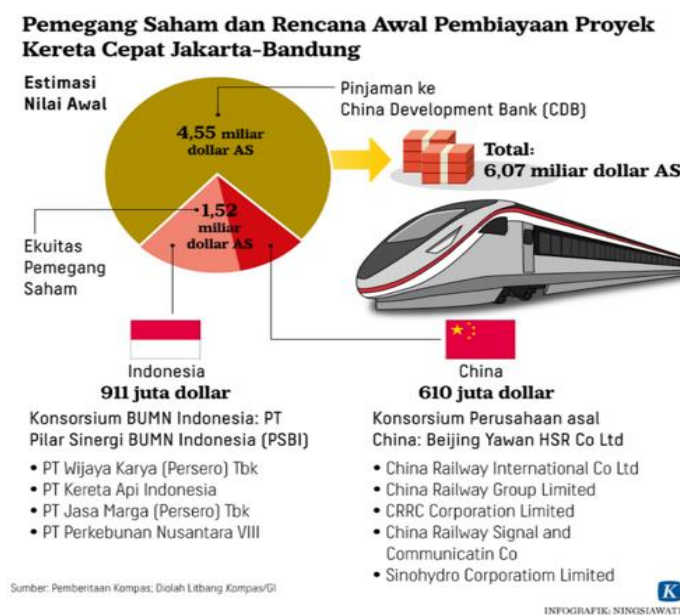 Pemegang Saham dan Rencana Awal Pembiayaan Proyek
Kereta Cepat Jakarta-Bandung
Estimasi
Nilai Awal
Pinjaman ke
China Development Bank (CDB)
4,55 miliar
dollar AS
Total:
6,07 miliar dollar AS
1,52
miliar
dollar AS
Ekuitas
Pemegang
Saham
Indonesia
911 juta dollar
Konsorsium BUMN Indonesia: PT
Pilar Sinergi BUMN Indonesia (PSBI)
• PT Wijaya Karya (Persero) Tbk
• PT Kereta Api Indonesia
• PT Jasa Marga (Persero) Tbk
• PT Perkebunan Nusantara VIII
China
610 juta dollar
Konsorsium Perusahaan asal
China: Beijing Yawan HSR Co Ltd
• China Railway International Co Ltd
• China Railway Group Limited
• CRRC Corporation Limited
• China Railway Signal and
Communicatin Co
• Sinohydro Corporatiom Limited
Sumber: Pemberitaan Kompas; Diolah Litbang Kompas/GI
K
INFOGRAFIK: NINGSIAWATI